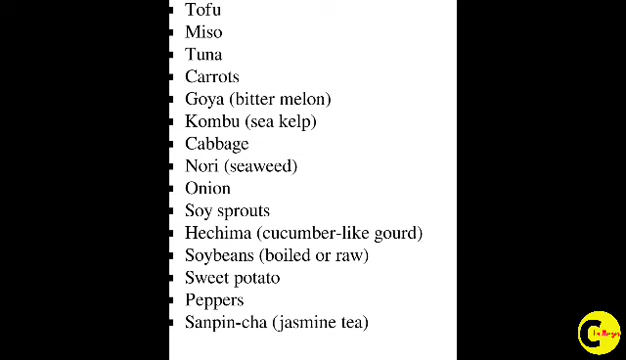 Tofu
Miso
Tuna
Carrots
Goya (bitter melon)
Kombu (sea kelp)
Cabbage
Nori (seaweed)
Onion
Soy sprouts
Hechima (cucumber-like gourd)
Soybeans (boiled or raw)
Sweet potato
Peppers
Sanpin-cha (jasmine tea)